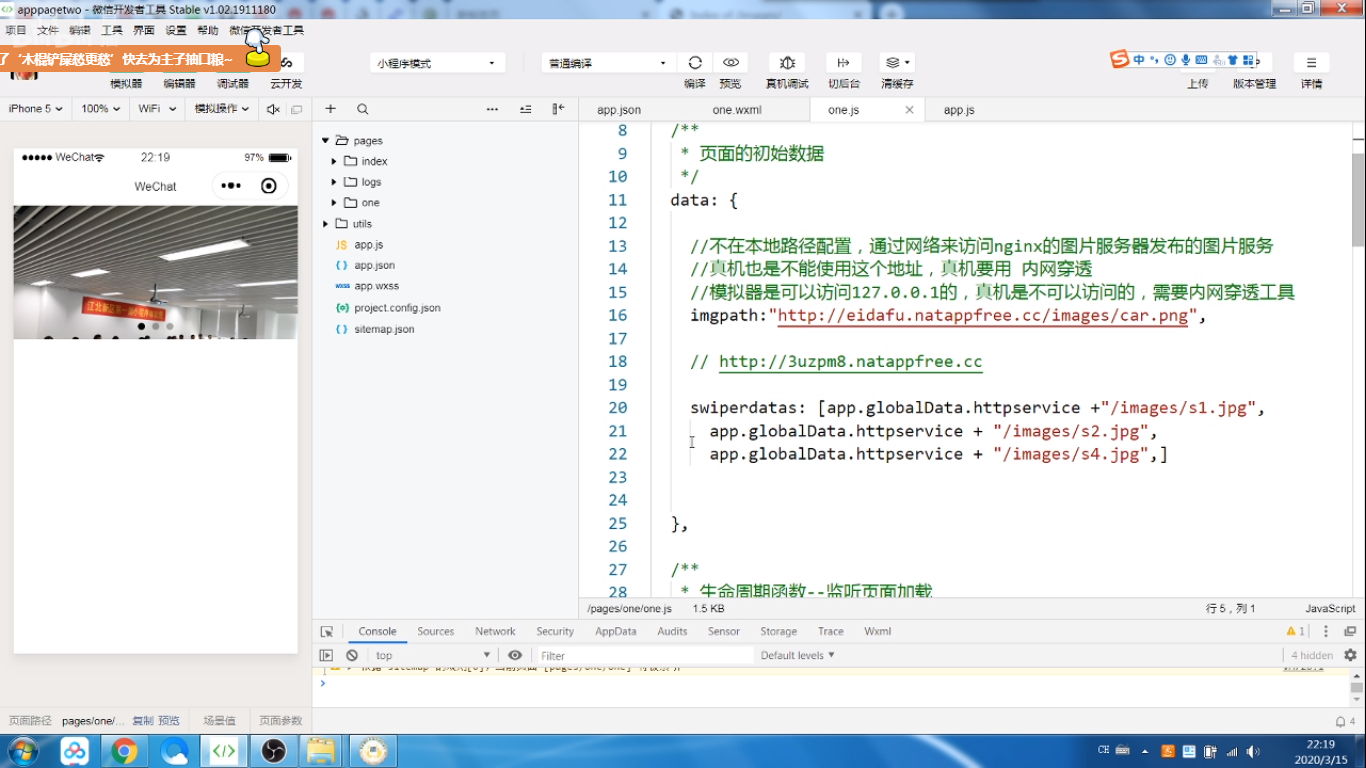 apppagetwo - 微信开发者工具 Stable v1.02.1911180
项目 文件 编辑 工具 界面 设置 帮助 微信开发者工具
了“木棍铲屎愁更愁”快去为主子抽口粮~
小程序模式
普通编译
中
模拟器 编辑器 调试器 云开发
编译 预览 真机调试 切后台 清缓存
上传 版本管理 详情
iPhone 5 100% WiFi 模拟操作
app.json one.wxml one.js app.js
WeChat 22:19 97%
WeChat
pages
index
logs
one
utils
JS app.js
{} app.json
wxss app.wxss
project.config.json
{} sitemap.json
8 /**
9 * 页面的初始数据
10 */
11 data: {
12
13 //不在本地路径配置，通过网络来访问nginx的图片服务器发布的图片服务
14 //真机也是不能使用这个地址，真机要用 内网穿透
15 //模拟器是可以访问127.0.0.1的，真机是不可以访问的，需要内网穿透工具
16 imgpath:"http://eidafu.natappfree.cc/images/car.png",
17
18 // http://3uzpm8.natappfree.cc
19
20 swiperdatas: [app.globalData.httpservice +"/images/s1.jpg",
21 app.globalData.httpservice + "/images/s2.jpg",
22 app.globalData.httpservice + "/images/s4.jpg",]
23
24
25 },
26
27 /**
28 * 生命周期函数--监听页面加载
/pages/one/one.js 1.5 KB 行 5，列 1 JavaScript
Console Sources Network Security AppData Audits Sensor Storage Trace Wxml 1
top Filter Default levels 4 hidden
页面路径 pages/one/... 复制 预览 场景值 页面参数 4
CH
22:19
2020/3/15